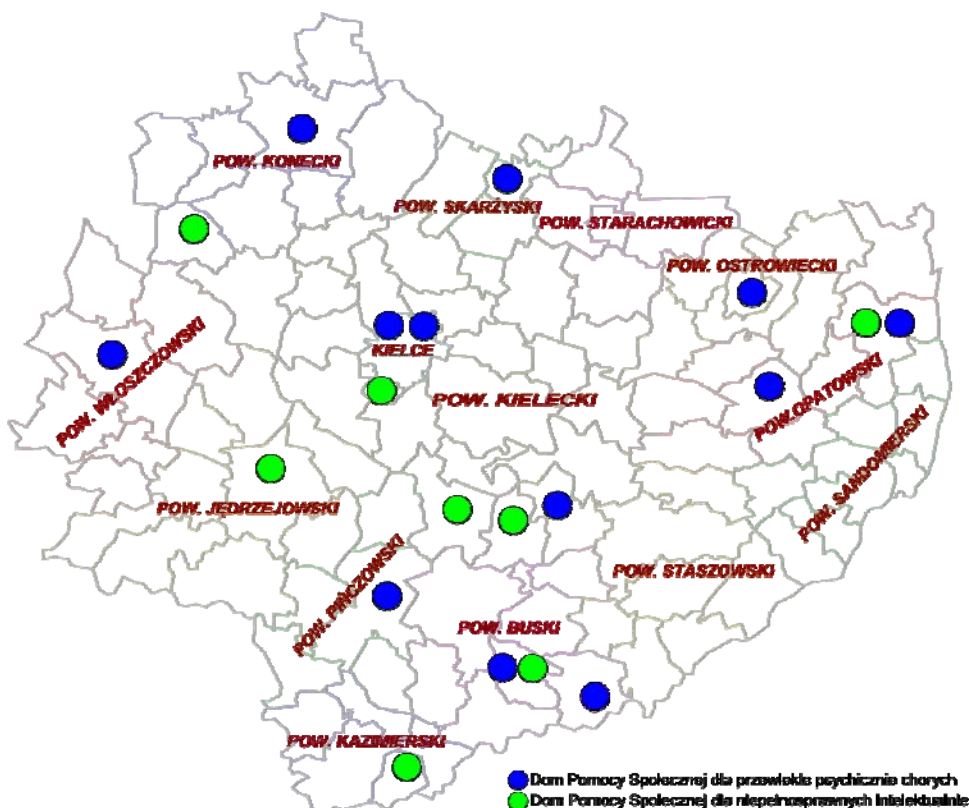 POW. KONECKI
POW. SKARŻYSKI
POW. STARACHOWICKI
POW. OSTROWIECKI
POW. WŁOSZCZOWSKI
KIELCE
POW. KIELECKI
POW.OPATOWSKI
POW. SANDOMIERSKI
POW. JĘDRZEJOWSKI
POW. PIŃCZOWSKI
POW. STASZOWSKI
POW. BUSKI
POW. KAZIMIERSKI
Dom Pomocy Społecznej dla przewlekle psychicznie chorych
Dom Pomocy Społecznej dla niepełnosprawnych intelektualnie